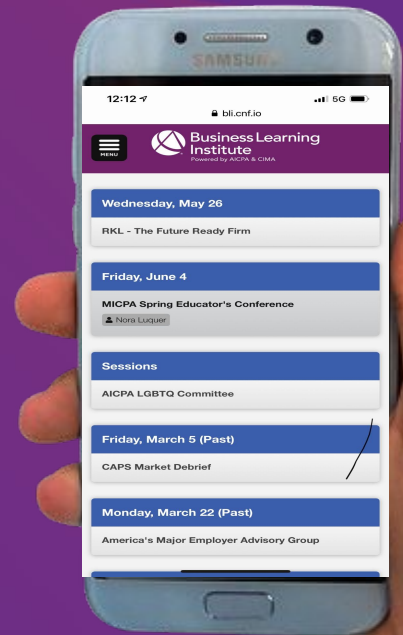 SAMSUNG
12:12
5G
bli.cnf.io
MENU
Business Learning
Institute
Powered by AICPA & CIMA
Wednesday, May 26
RKL - The Future Ready Firm
Friday, June 4
MICPA Spring Educator's Conference
Nora Luquer
Sessions
AICPA LGBTQ Committee
Friday, March 5 (Past)
CAPS Market Debrief
Monday, March 22 (Past)
America's Major Employer Advisory Group